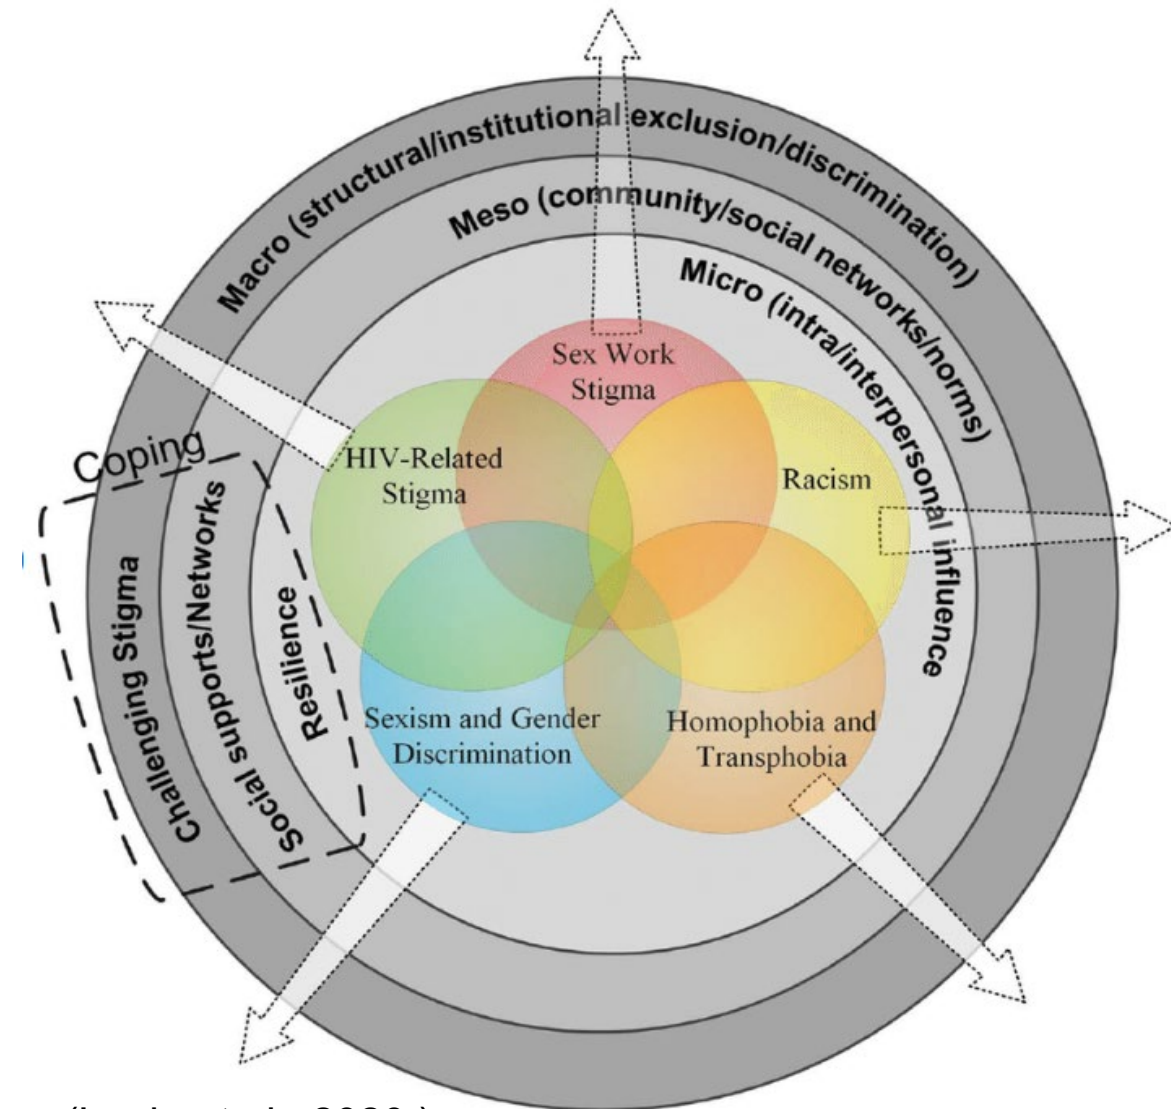 Macro (structural/institutional exclusion/discrimination)
Meso (community/social networks/norms)
Micro (intra/interpersonal influence
Sex Work
Stigma
HIV-Related
Stigma
Racism
Coping
Challenging Stigma
Social supports/Networks
Resilience
Sexism and Gender
Discrimination
Homophobia and
Transphobia